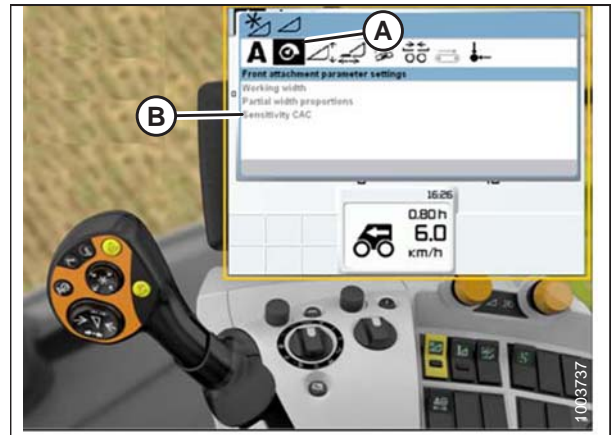 A
A
Front attachment parameter settings
Working width
Partial width proportions
B
Sensitivity CAC
16:26
0.80 h
6.0
km/h
1003737